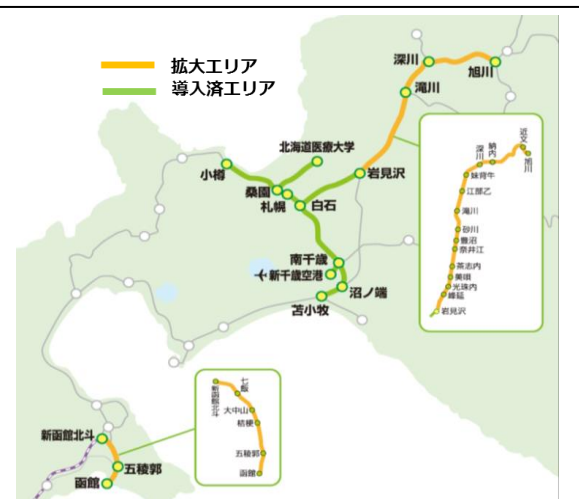 拡大エリア
導入済エリア
深川
旭川
滝川
北海道医療大学
小樽
桑園
札幌
白石
岩見沢
南千歳
新千歳空港
沼ノ端
苫小牧
近文
旭川
納内
深川
妹背牛
江部乙
滝川
砂川
豊沼
奈井江
茶志内
美唄
光珠内
峰延
岩見沢
新函館北斗
五稜郭
函館
新函館北斗
七飯
大中山
桔梗
五稜郭
函館